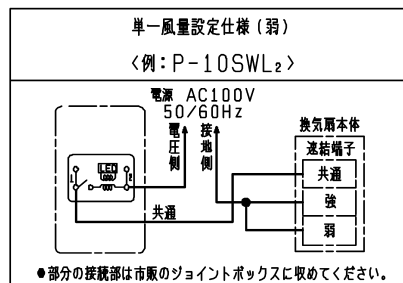 単一風量設定仕様（弱）
〈例：P-10SWL₂〉
電源 AC100V
50/60Hz
電圧側
接地側
換気扇本体
連結端子
共通
強
弱
LED
1
2
共通
●部分の接続部は市販のジョイントボックスに収めてください。